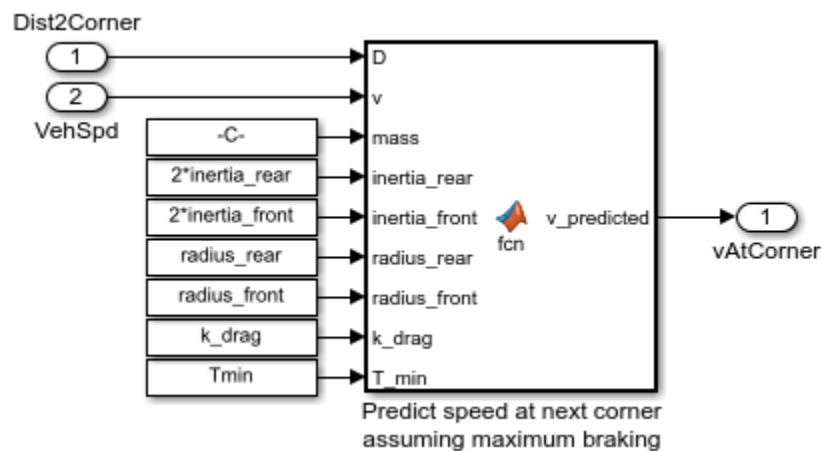 Dist2Corner
1
D
2
v
VehSpd
-C-
mass
2*inertia_rear
inertia_rear
2*inertia_front
inertia_front
v_predicted
1
fcn
radius_rear
radius_rear
vAtCorner
radius_front
radius_front
k_drag
k_drag
Tmin
T_min
Predict speed at next corner
assuming maximum braking